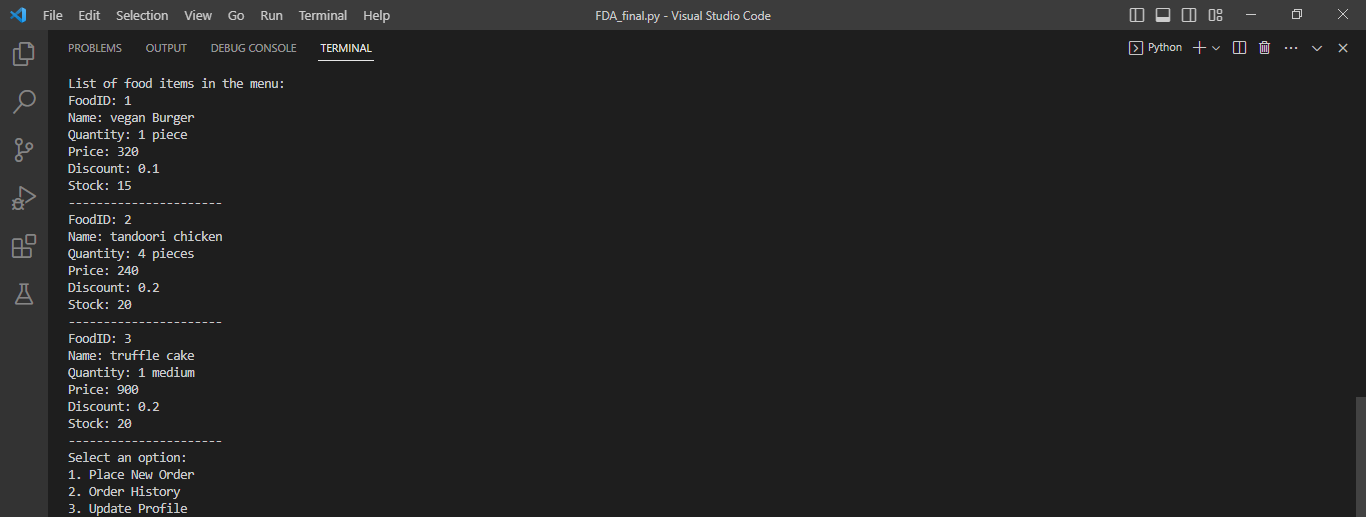 File Edit Selection View Go Run Terminal Help FDA_final.py - Visual Studio Code
PROBLEMS OUTPUT DEBUG CONSOLE TERMINAL Python
List of food items in the menu:
FoodID: 1
Name: vegan Burger
Quantity: 1 piece
Price: 320
Discount: 0.1
Stock: 15
----------------------
FoodID: 2
Name: tandoori chicken
Quantity: 4 pieces
Price: 240
Discount: 0.2
Stock: 20
----------------------
FoodID: 3
Name: truffle cake
Quantity: 1 medium
Price: 900
Discount: 0.2
Stock: 20
----------------------
Select an option:
1. Place New Order
2. Order History
3. Update Profile